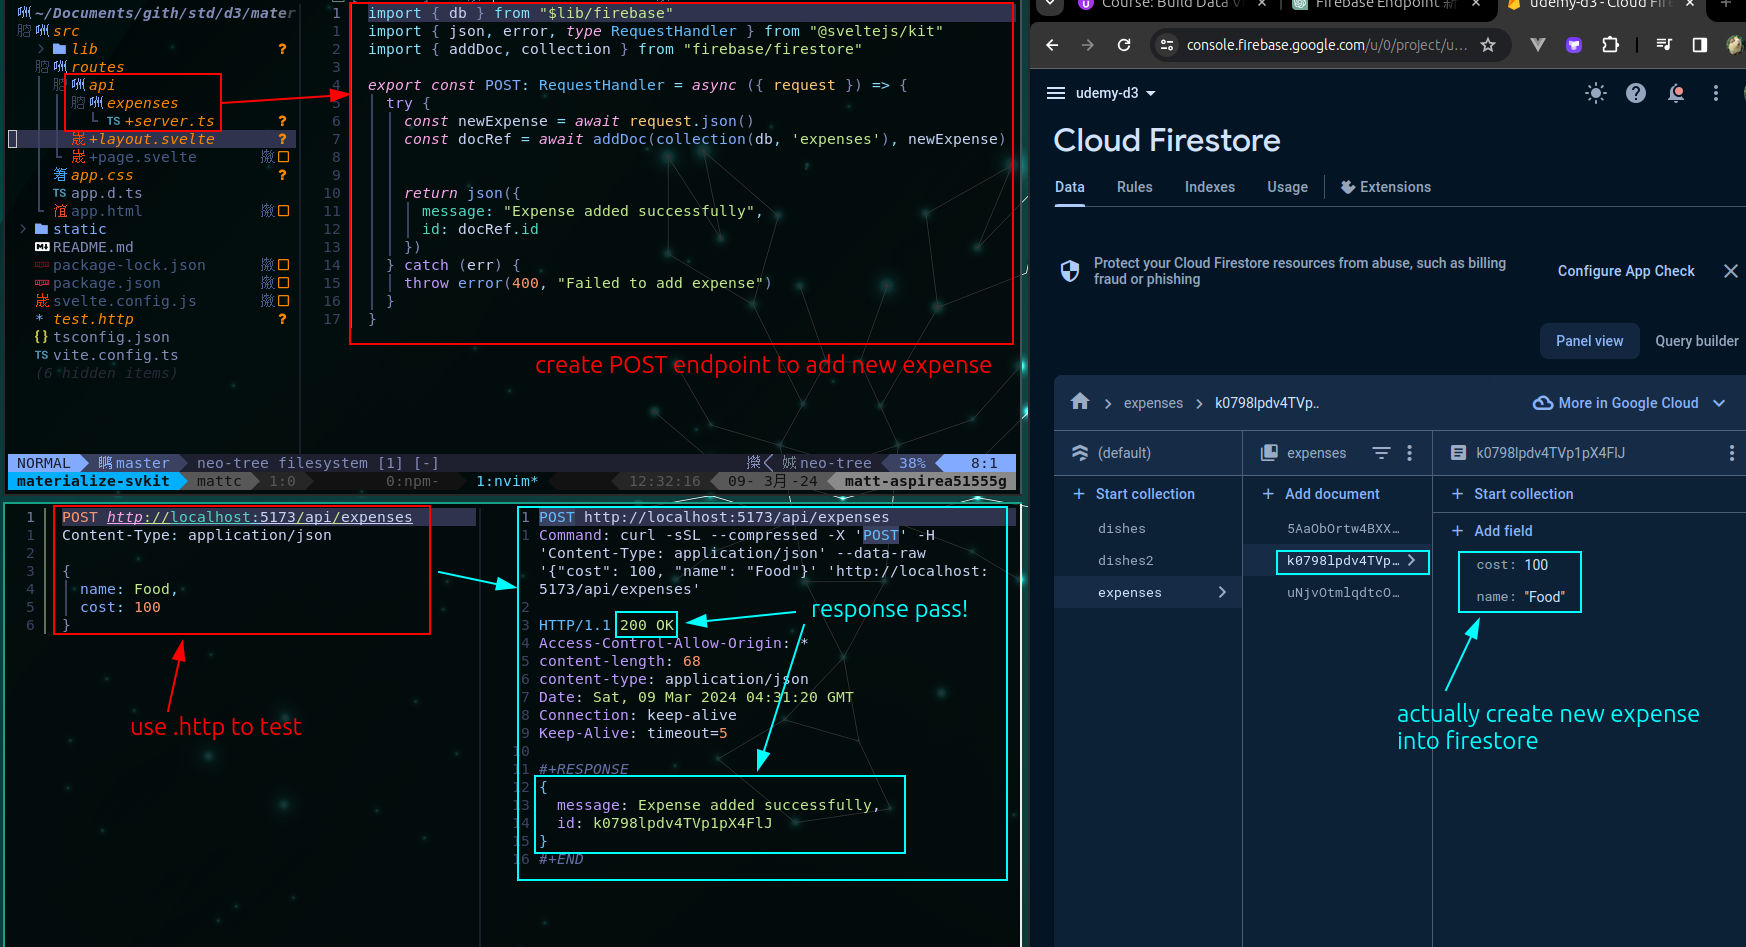 ~/Documents/gith/std/d3/mater
src
lib ?
routes
api
expenses
TS +server.ts ?
+layout.svelte ?
+page.svelte
app.css ?
TS app.d.ts
app.html
static
README.md
package-lock.json
package.json
svelte.config.js
* test.http ?
{} tsconfig.json
TS vite.config.ts
(6 hidden items)
1 import { db } from "$lib/firebase"
1 import { json, error, type RequestHandler } from "@sveltejs/kit"
2 import { addDoc, collection } from "firebase/firestore"
3
4 export const POST: RequestHandler = async ({ request }) => {
5 try {
6 const newExpense = await request.json()
7 const docRef = await addDoc(collection(db, 'expenses'), newExpense)
8
9
10 return json({
11 message: "Expense added successfully",
12 id: docRef.id
13 })
14 } catch (err) {
15 throw error(400, "Failed to add expense")
16 }
17 }
create POST endpoint to add new expense
NORMAL master neo-tree filesystem [1] [-] neo-tree 38% 8:1
materialize-svkit mattc 1:0 0:npm- 1:nvim* 12:32:16 09- 3月-24 matt-aspirea51555g
1 POST http://localhost:5173/api/expenses
1 Content-Type: application/json
2
3 {
4 name: Food,
5 cost: 100
6 }
use .http to test
1 POST http://localhost:5173/api/expenses
1 Command: curl -sSL --compressed -X 'POST' -H
'Content-Type: application/json' --data-raw
'{"cost": 100, "name": "Food"}' 'http://localhost:
5173/api/expenses'
2
3 HTTP/1.1 200 OK
4 Access-Control-Allow-Origin: *
5 content-length: 68
6 content-type: application/json
7 Date: Sat, 09 Mar 2024 04:31:20 GMT
8 Connection: keep-alive
9 Keep-Alive: timeout=5
10
11 #+RESPONSE
12 {
13 message: Expense added successfully,
14 id: k0798lpdv4TVp1pX4FlJ
15 }
16 #+END
response pass!
Course: Build Data Vi
Firebase Endpoint
udemy-d3 - Cloud Fire
console.firebase.google.com/u/0/project/u...
udemy-d3
Cloud Firestore
Data Rules Indexes Usage Extensions
Protect your Cloud Firestore resources from abuse, such as billing
fraud or phishing
Configure App Check
Panel view Query builder
expenses k0798lpdv4TVp..
More in Google Cloud
(default)
Start collection
dishes
dishes2
expenses
expenses
Add document
5AaObOrtw4BXX...
k0798lpdv4TVp...
uNjvOtmlqdtcO...
k0798lpdv4TVp1pX4FlJ
Start collection
Add field
cost: 100
name: "Food"
actually create new expense
into firestore